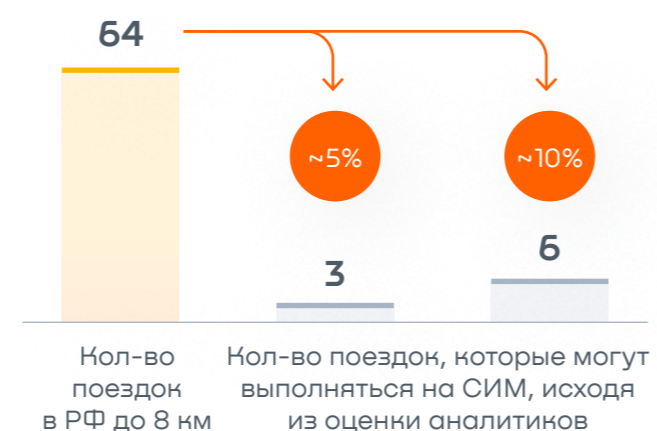 64
~5%
~10%
3
6
Кол-во
поездок
в РФ до 8 км
Кол-во поездок, которые могут
выполняться на СИМ, исходя
из оценки аналитиков